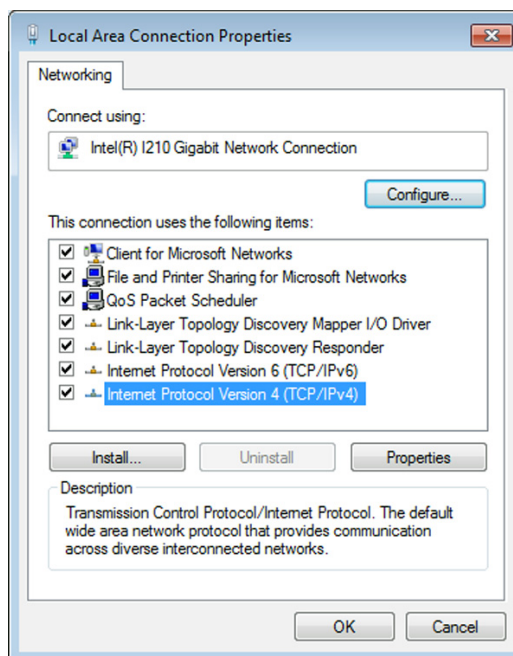 Local Area Connection Properties
Networking
Connect using:
Intel(R) I210 Gigabit Network Connection
Configure...
This connection uses the following items:
Client for Microsoft Networks
File and Printer Sharing for Microsoft Networks
QoS Packet Scheduler
Link-Layer Topology Discovery Mapper I/O Driver
Link-Layer Topology Discovery Responder
Internet Protocol Version 6 (TCP/IPv6)
Internet Protocol Version 4 (TCP/IPv4)
Install...
Uninstall
Properties
Description
Transmission Control Protocol/Internet Protocol. The default
wide area network protocol that provides communication
across diverse interconnected networks.
OK
Cancel